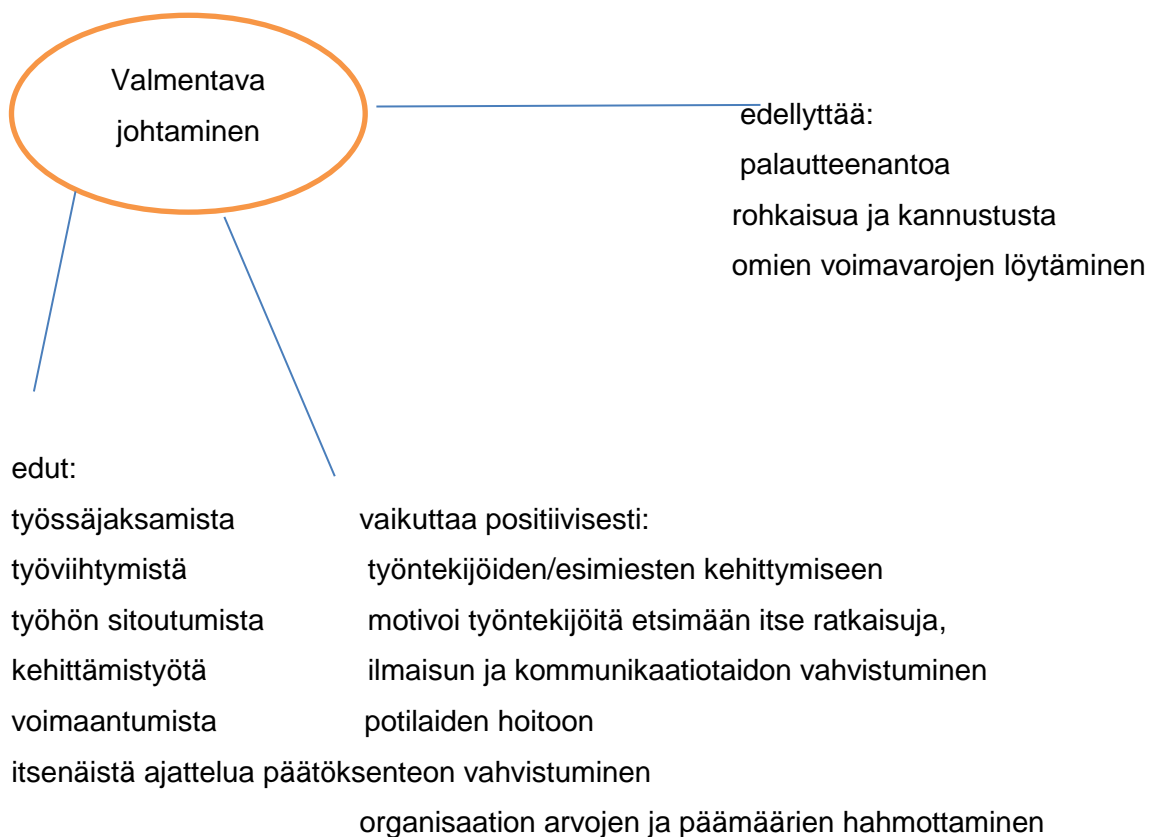 Valmentava
johtaminen
edellyttää:
palautteenantoa
rohkaisua ja kannustusta
omien voimavarojen löytäminen
edut:
työssäjaksamista
työviihtymistä
työhön sitoutumista
kehittämistyötä
voimaantumista
itsenäistä ajattelua
vaikuttaa positiivisesti:
työntekijöiden/esimiesten kehittymiseen
motivoi työntekijöitä etsimään itse ratkaisuja,
ilmaisun ja kommunikaatiotaidon vahvistuminen
potilaiden hoitoon
päätöksenteon vahvistuminen
organisaation arvojen ja päämäärien hahmottaminen